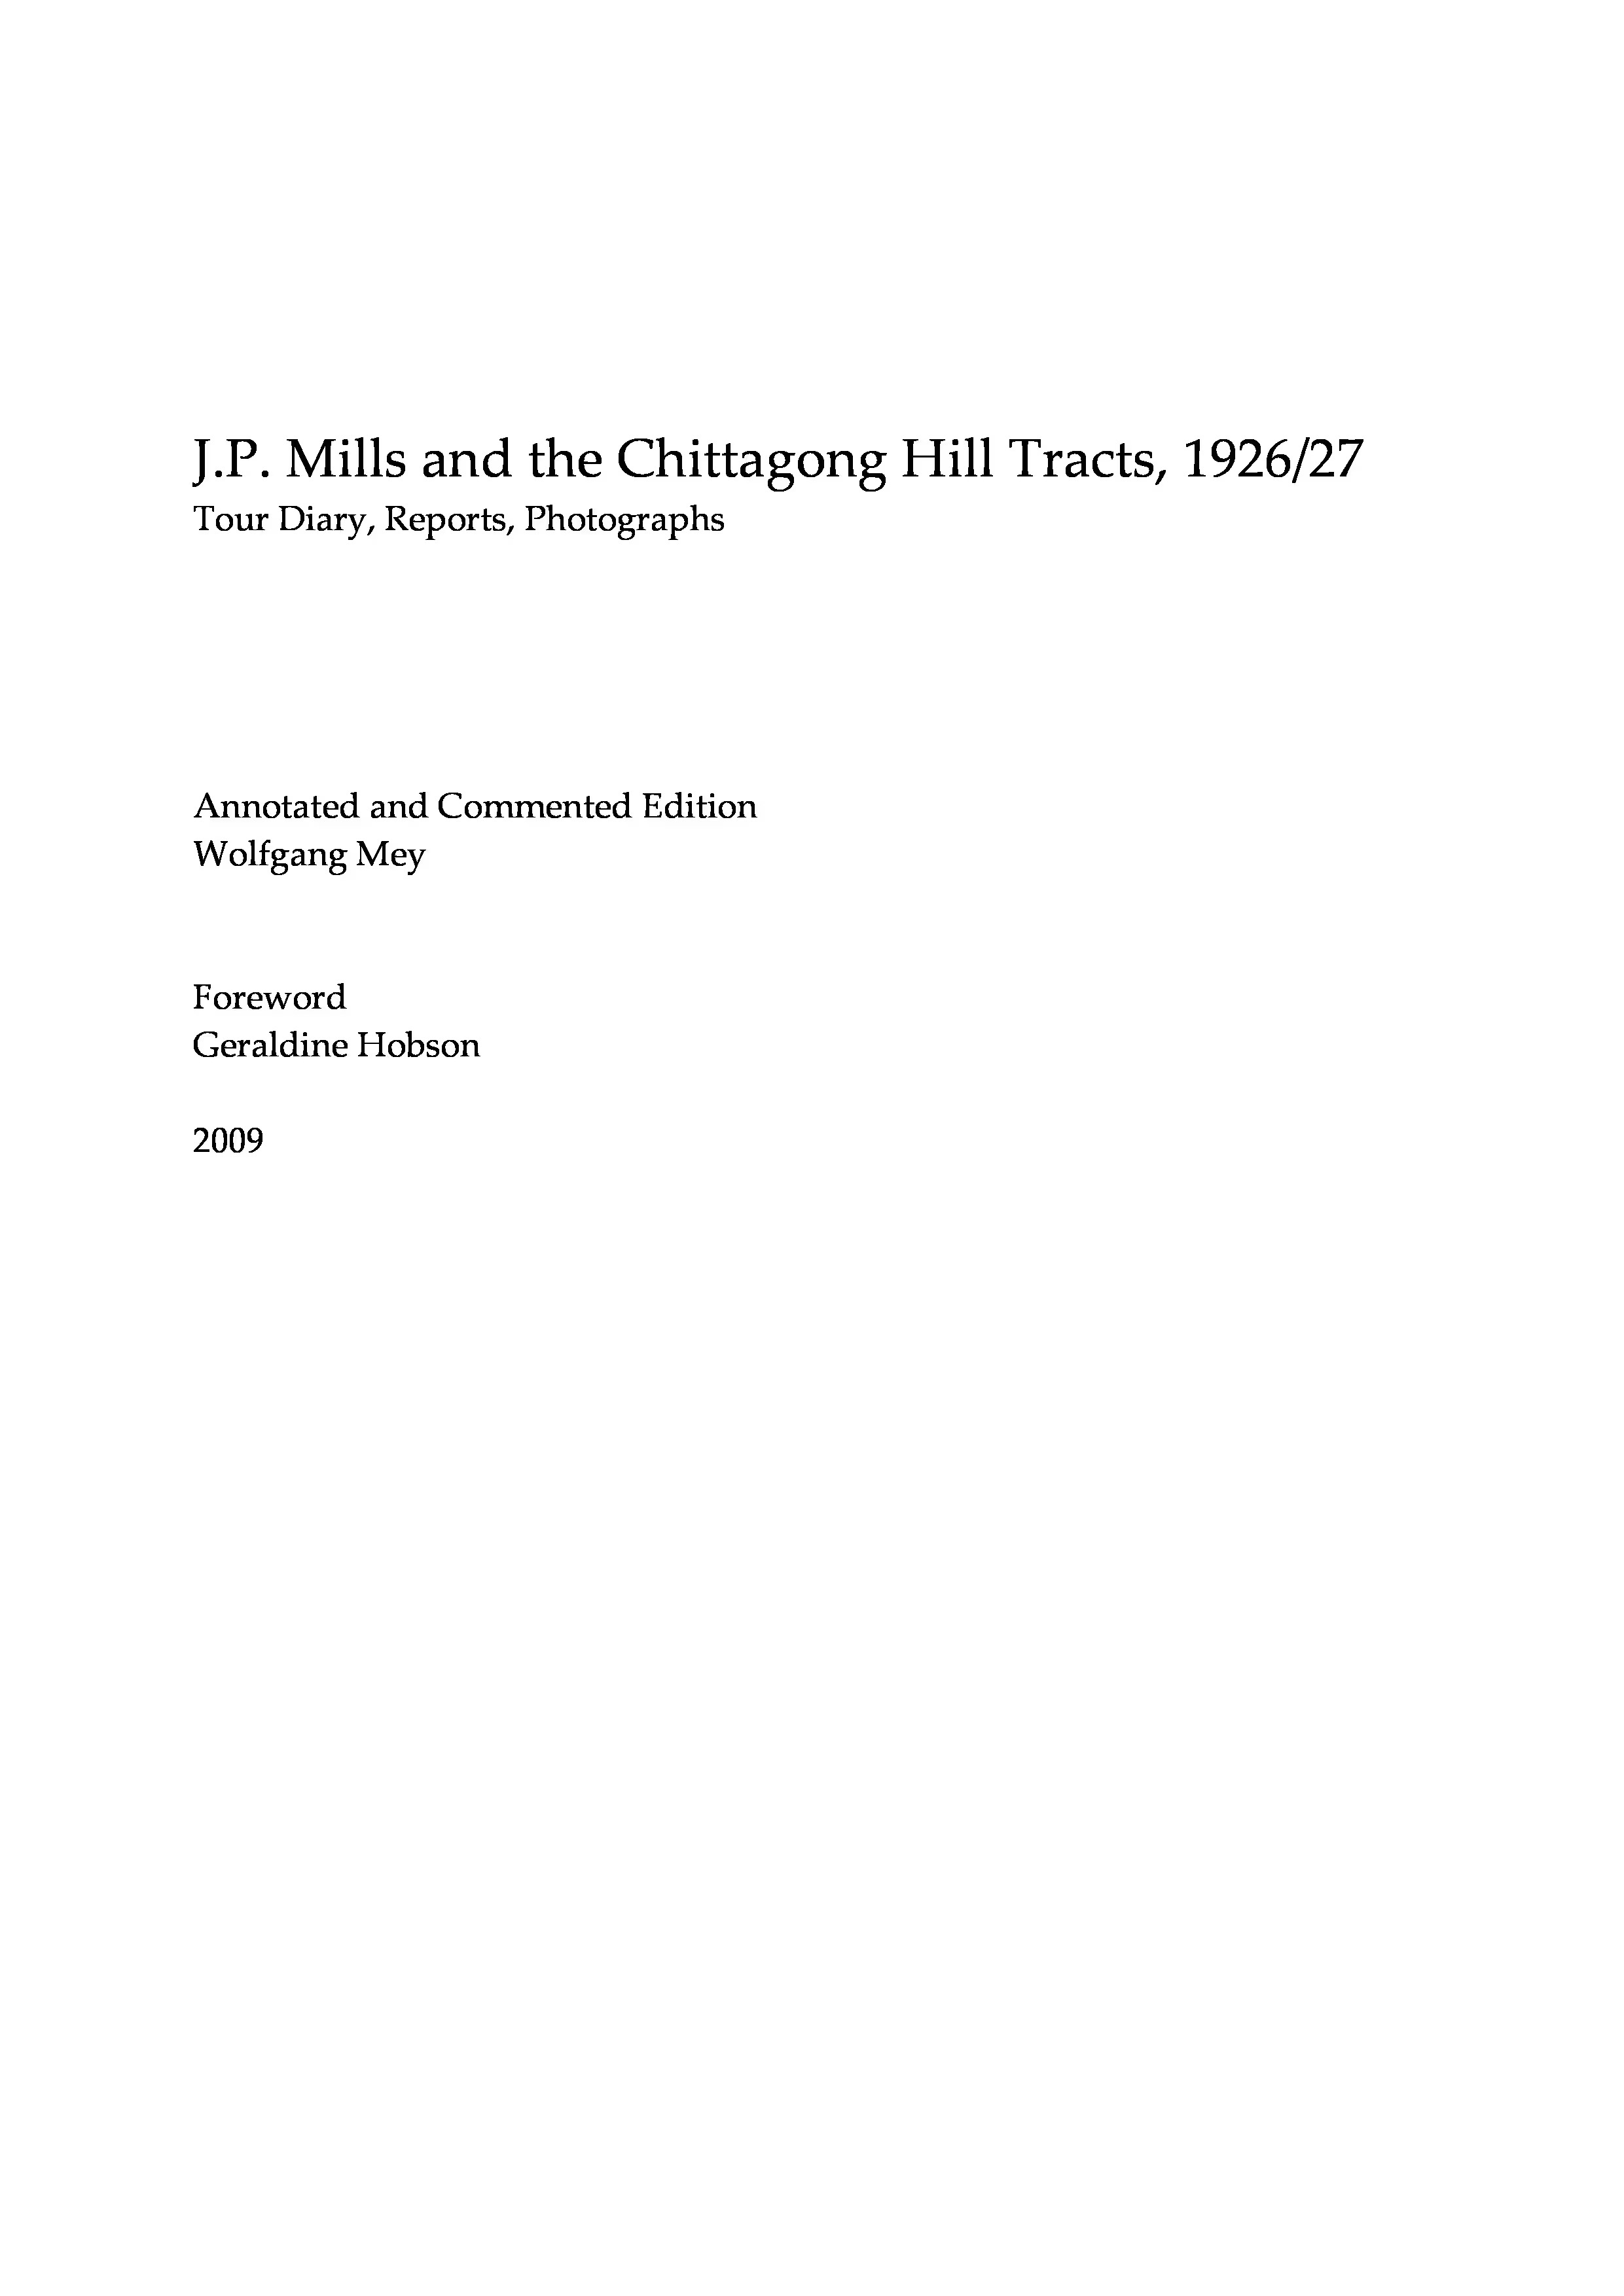 J.P. Mills and the Chittagong Hill Tracts, 1926/27
Tour Diary, Reports, Photographs
Annotated and Commented Edition
Wolfgang Mey
Foreword
Geraldine Hobson
2009